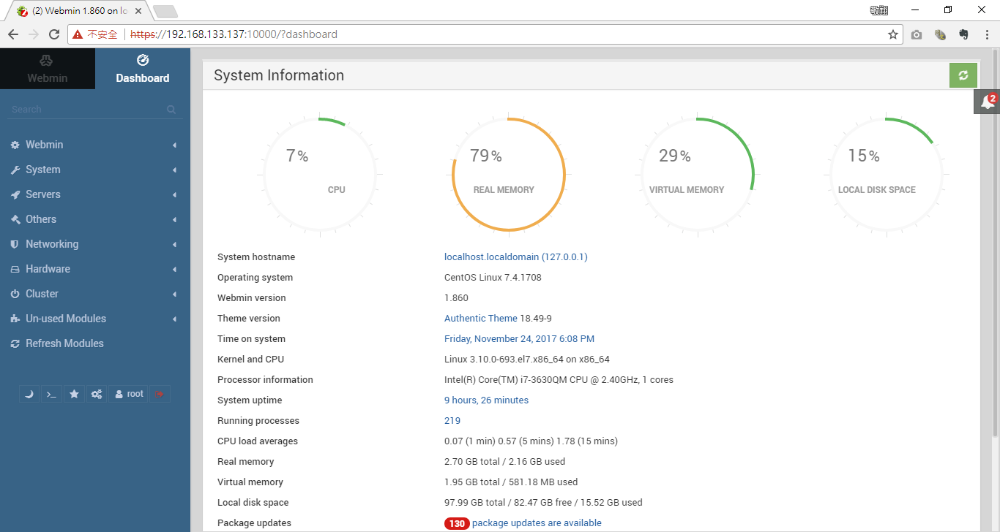 (2) Webmin 1.860 on lo
敬翔
不安全 https://192.168.133.137:10000/?dashboard
Webmin
Dashboard
Search
Webmin
System
Servers
Others
Networking
Hardware
Cluster
Un-used Modules
Refresh Modules
>_ root
System Information
2
7%
CPU
79%
REAL MEMORY
29%
VIRTUAL MEMORY
15%
LOCAL DISK SPACE
System hostname localhost.localdomain (127.0.0.1)
Operating system CentOS Linux 7.4.1708
Webmin version 1.860
Theme version Authentic Theme 18.49-9
Time on system Friday, November 24, 2017 6:08 PM
Kernel and CPU Linux 3.10.0-693.el7.x86_64 on x86_64
Processor information Intel(R) Core(TM) i7-3630QM CPU @ 2.40GHz, 1 cores
System uptime 9 hours, 26 minutes
Running processes 219
CPU load averages 0.07 (1 min) 0.57 (5 mins) 1.78 (15 mins)
Real memory 2.70 GB total / 2.16 GB used
Virtual memory 1.95 GB total / 581.18 MB used
Local disk space 97.99 GB total / 82.47 GB free / 15.52 GB used
Package updates 130 package updates are available